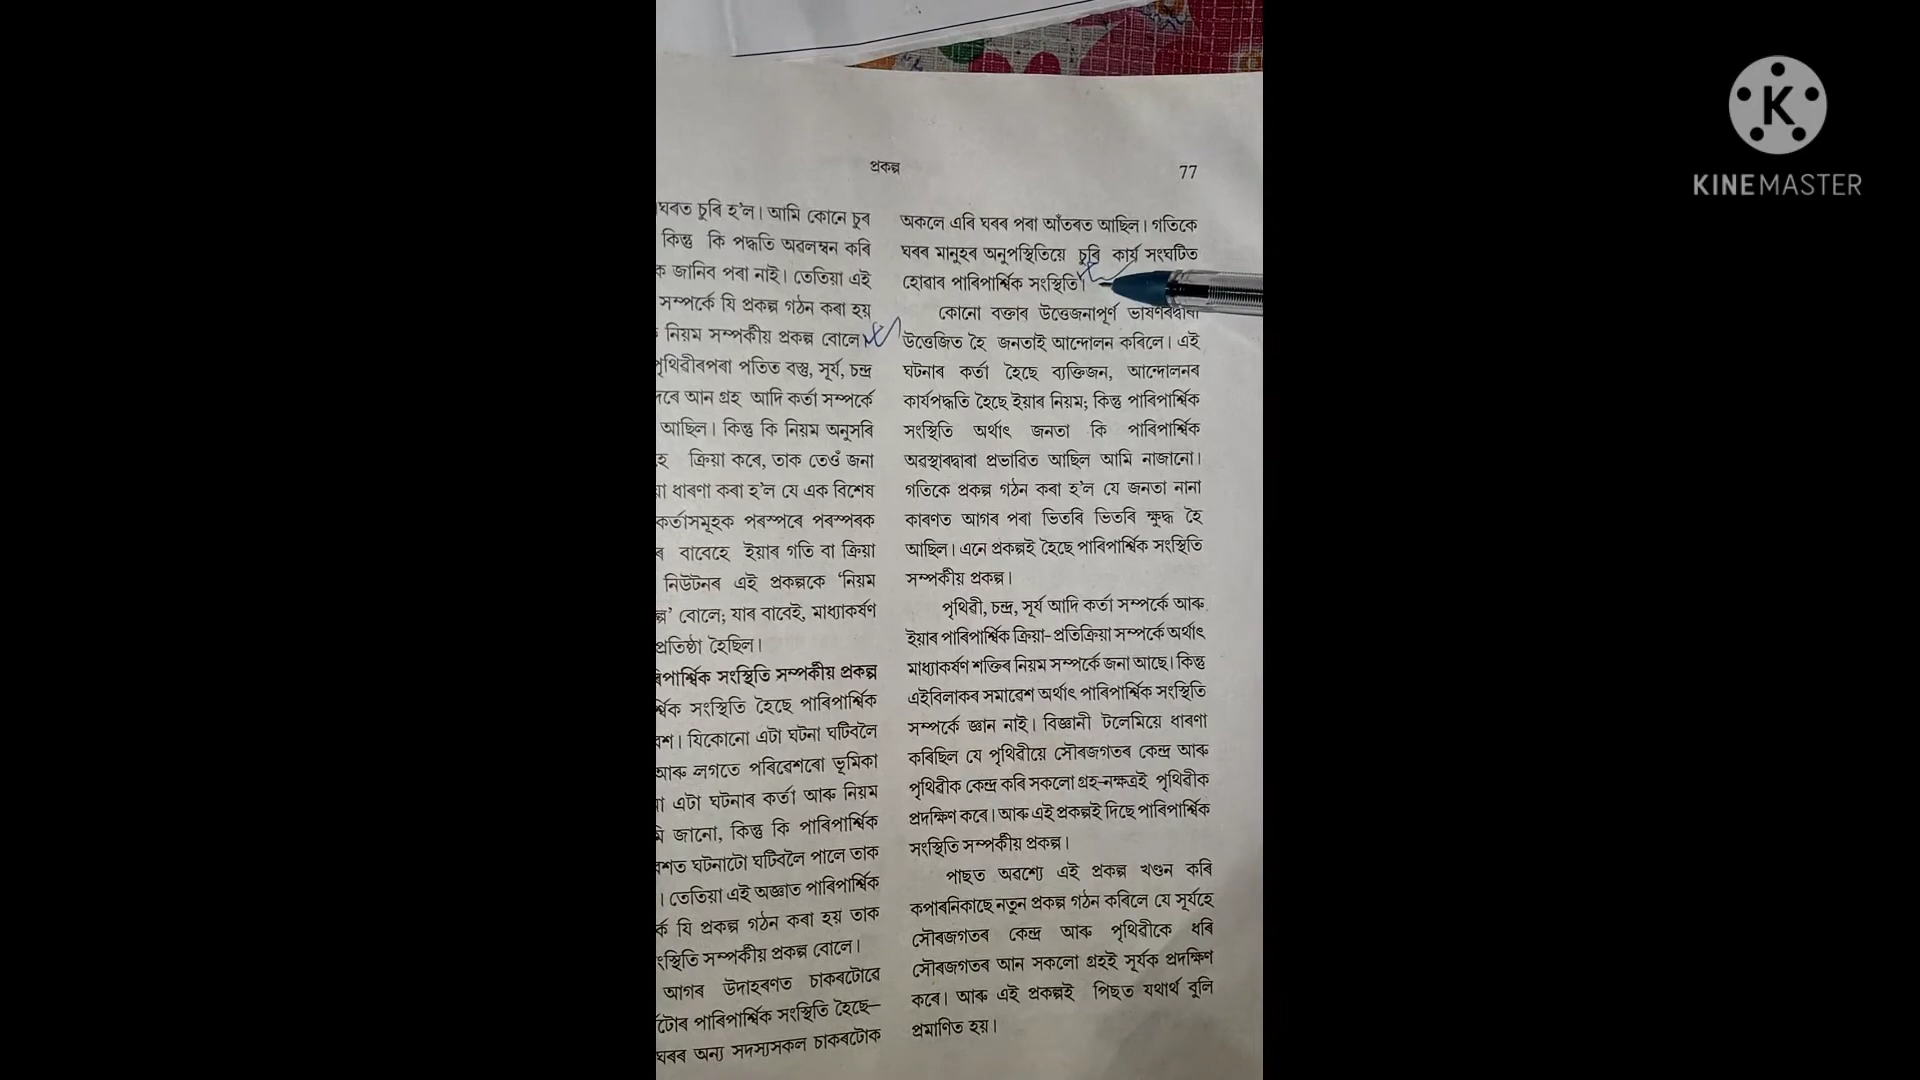 প্ৰকল্প
77
ঘৰত চুৰি হ'ল। আমি কোনে চুৰ
কিন্তু কি পদ্ধতি অৱলম্বন কৰি
ক জানিব পৰা নাই। তেতিয়া এই
সম্পৰ্কে যি প্ৰকল্প গঠন কৰা হয়
নিয়ম সম্পৰ্কীয় প্ৰকল্প বোলে।
পৃথিৱীৰপৰা পতিত বস্তু, সূৰ্য, চন্দ্ৰ
দৰে আন গ্ৰহ আদি কৰ্তা সম্পৰ্কে
আছিল। কিন্তু কি নিয়ম অনুসৰি
হে ক্ৰিয়া কৰে, তাক তেওঁ জনা
ধাৰণা কৰা হ'ল যে এক বিশেষ
কৰ্তাসমূহক পৰস্পৰে পৰস্পৰক
ৰ বাবেহে ইয়াৰ গতি বা ক্ৰিয়া
নিউটনৰ এই প্ৰকল্পকে ‘নিয়ম
ল্প’ বোলে; যাৰ বাবেই, মাধ্যাকৰ্ষণ
প্ৰতিষ্ঠা হৈছিল।
ৰিপাৰ্শ্বিক সংস্থিতি সম্পৰ্কীয় প্ৰকল্প
ৰ্শ্বিক সংস্থিতি হৈছে পাৰিপাৰ্শ্বিক
বেশ। যিকোনো এটা ঘটনা ঘটিবলৈ
আৰু লগতে পৰিৱেশৰো ভূমিকা
এটা ঘটনাৰ কৰ্তা আৰু নিয়ম
মি জানো, কিন্তু কি পাৰিপাৰ্শ্বিক
বেশত ঘটনাটো ঘটিবলৈ পালে তাক
। তেতিয়া এই অজ্ঞাত পাৰিপাৰ্শ্বিক
ৰ্কে যি প্ৰকল্প গঠন কৰা হয় তাক
ংস্থিতি সম্পৰ্কীয় প্ৰকল্প বোলে।
আগৰ উদাহৰণত চাকৰটোৱে
টোৰ পাৰিপাৰ্শ্বিক সংস্থিতি হৈছে—
ঘৰৰ অন্য সদস্যসকল চাকৰটোক
অকলে এৰি ঘৰৰ পৰা আঁতৰত আছিল। গতিকে
ঘৰৰ মানুহৰ অনুপস্থিতিয়ে চুৰি কাৰ্য সংঘটিত
হোৱাৰ পাৰিপাৰ্শ্বিক সংস্থিতি।
কোনো বক্তাৰ উত্তেজনাপূৰ্ণ ভাষণৰদ্বাৰা
উত্তেজিত হৈ জনতাই আন্দোলন কৰিলে। এই
ঘটনাৰ কৰ্তা হৈছে ব্যক্তিজন, আন্দোলনৰ
কাৰ্যপদ্ধতি হৈছে ইয়াৰ নিয়ম; কিন্তু পাৰিপাৰ্শ্বিক
সংস্থিতি অৰ্থাৎ জনতা কি পাৰিপাৰ্শ্বিক
অৱস্থাৰদ্বাৰা প্ৰভাৱিত আছিল আমি নাজানো।
গতিকে প্ৰকল্প গঠন কৰা হ'ল যে জনতা নানা
কাৰণত আগৰ পৰা ভিতৰি ভিতৰি ক্ষুদ্ধ হৈ
আছিল। এনে প্ৰকল্পই হৈছে পাৰিপাৰ্শ্বিক সংস্থিতি
সম্পৰ্কীয় প্ৰকল্প।
পৃথিৱী, চন্দ্ৰ, সূৰ্য আদি কৰ্তা সম্পৰ্কে আৰু
ইয়াৰ পাৰিপাৰ্শ্বিক ক্ৰিয়া-প্ৰতিক্ৰিয়া সম্পৰ্কে অৰ্থাৎ
মাধ্যাকৰ্ষণ শক্তিৰ নিয়ম সম্পৰ্কে জনা আছে। কিন্তু
এইবিলাকৰ সমাৱেশ অৰ্থাৎ পাৰিপাৰ্শ্বিক সংস্থিতি
সম্পৰ্কে জ্ঞান নাই। বিজ্ঞানী টলেমিয়ে ধাৰণা
কৰিছিল যে পৃথিৱীয়ে সৌৰজগতৰ কেন্দ্ৰ আৰু
পৃথিৱীক কেন্দ্ৰ কৰি সকলো গ্ৰহ-নক্ষত্ৰই পৃথিৱীক
প্ৰদক্ষিণ কৰে। আৰু এই প্ৰকল্পই দিছে পাৰিপাৰ্শ্বিক
সংস্থিতি সম্পৰ্কীয় প্ৰকল্প।
পাছত অৱশ্যে এই প্ৰকল্প খণ্ডন কৰি
কপাৰনিকাছে নতুন প্ৰকল্প গঠন কৰিলে যে সূৰ্যহে
সৌৰজগতৰ কেন্দ্ৰ আৰু পৃথিৱীকে ধৰি
সৌৰজগতৰ আন সকলো গ্ৰহই সূৰ্যক প্ৰদক্ষিণ
কৰে। আৰু এই প্ৰকল্পই পিছত যথাৰ্থ বুলি
প্ৰমাণিত হয়।
K
KINEMASTER